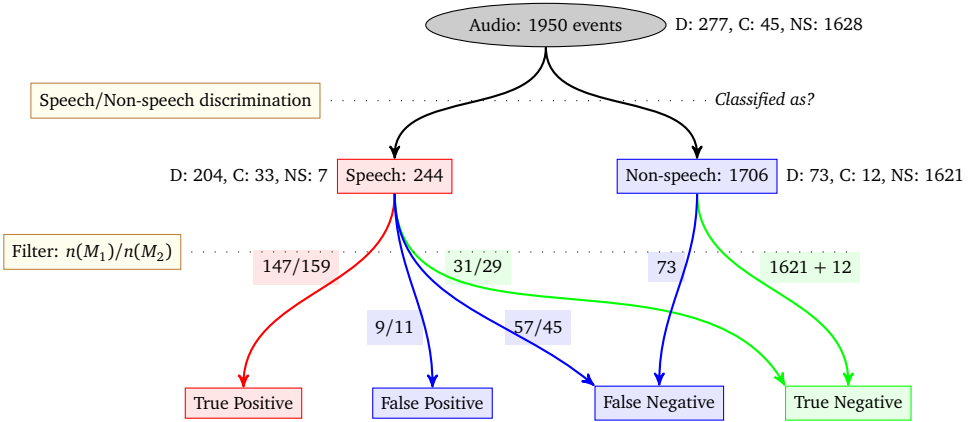 Audio: 1950 events
D: 277, C: 45, NS: 1628
Speech/Non-speech discrimination
Classified as?
D: 204, C: 33, NS: 7
Speech: 244
Non-speech: 1706
D: 73, C: 12, NS: 1621
Filter: n(M₁)/n(M₂)
147/159
31/29
73
1621 + 12
9/11
57/45
True Positive
False Positive
False Negative
True Negative